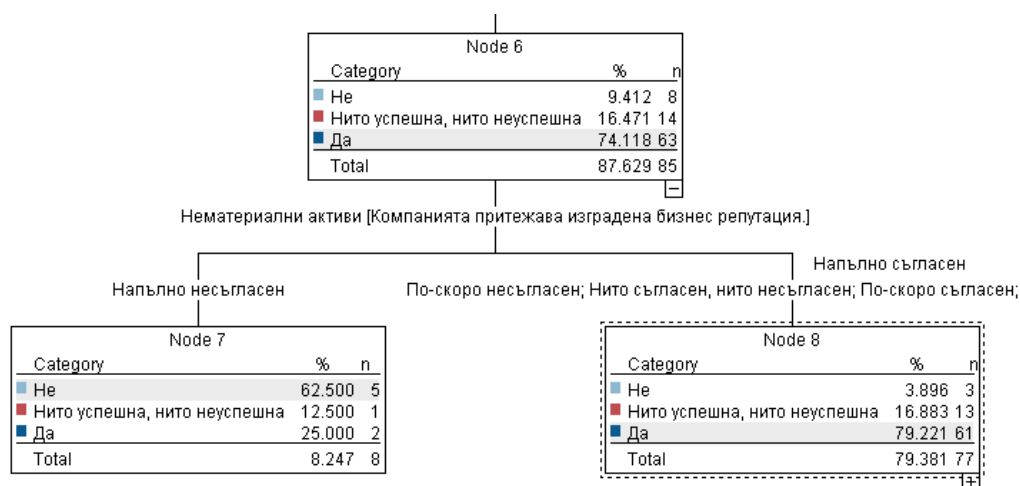 Node 6
Category % n
Не 9.412 8
Нито успешна, нито неуспешна 16.471 14
Да 74.118 63
Total 87.629 85
Нематериални активи [Компанията притежава изградена бизнес репутация.]
Напълно несъгласен
Напълно съгласен
По-скоро несъгласен; Нито съгласен, нито несъгласен; По-скоро съгласен;
Node 7
Category % n
Не 62.500 5
Нито успешна, нито неуспешна 12.500 1
Да 25.000 2
Total 8.247 8
Node 8
Category % n
Не 3.896 3
Нито успешна, нито неуспешна 16.883 13
Да 79.221 61
Total 79.381 77